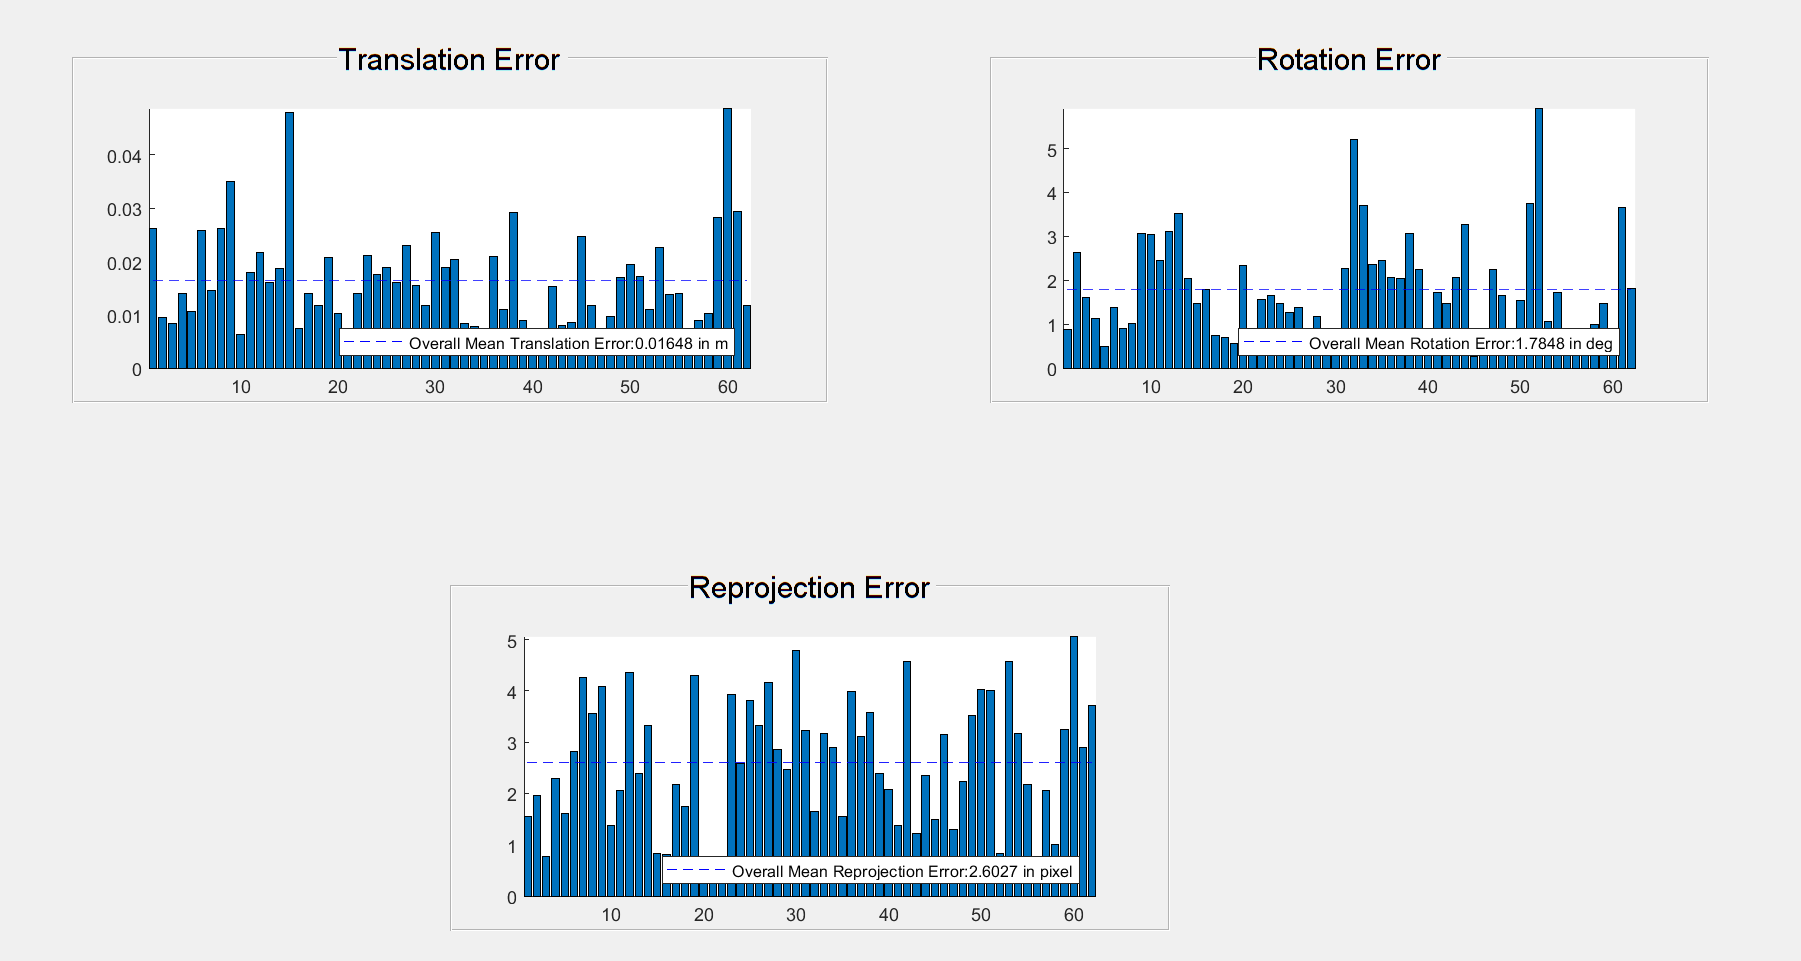 Translation Error
0.04
0.03
0.02
0.01
0
10 20 30 40 50 60
Overall Mean Translation Error:0.01648 in m
Rotation Error
5
4
3
2
1
0
10 20 30 40 50 60
Overall Mean Rotation Error:1.7848 in deg
Reprojection Error
5
4
3
2
1
0
10 20 30 40 50 60
Overall Mean Reprojection Error:2.6027 in pixel